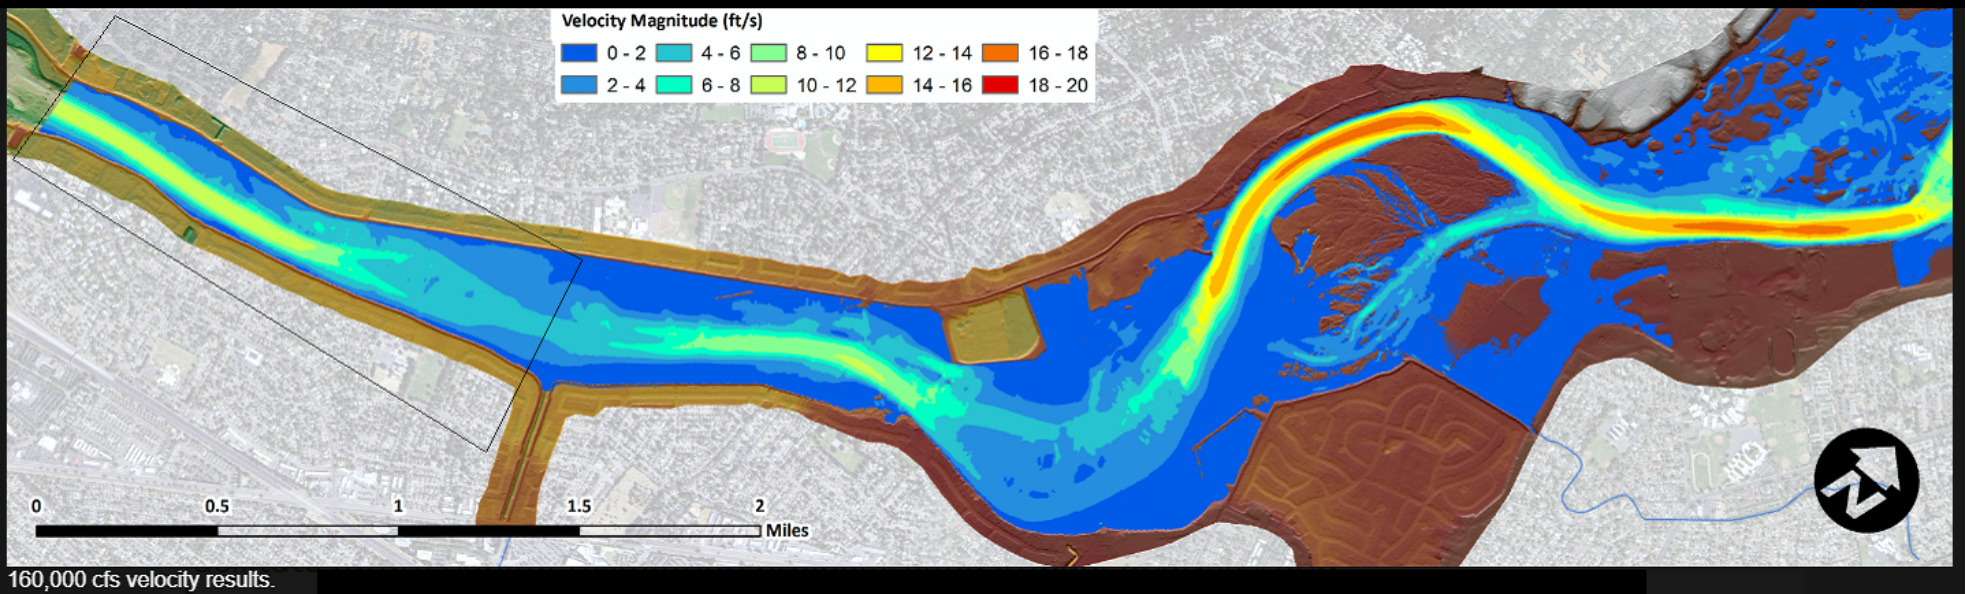 Velocity Magnitude (ft/s)
0 - 2 4 - 6 8 - 10 12 - 14 16 - 18
2 - 4 6 - 8 10 - 12 14 - 16 18 - 20
0 0.5 1 1.5 2
Miles
N
160,000 cfs velocity results.